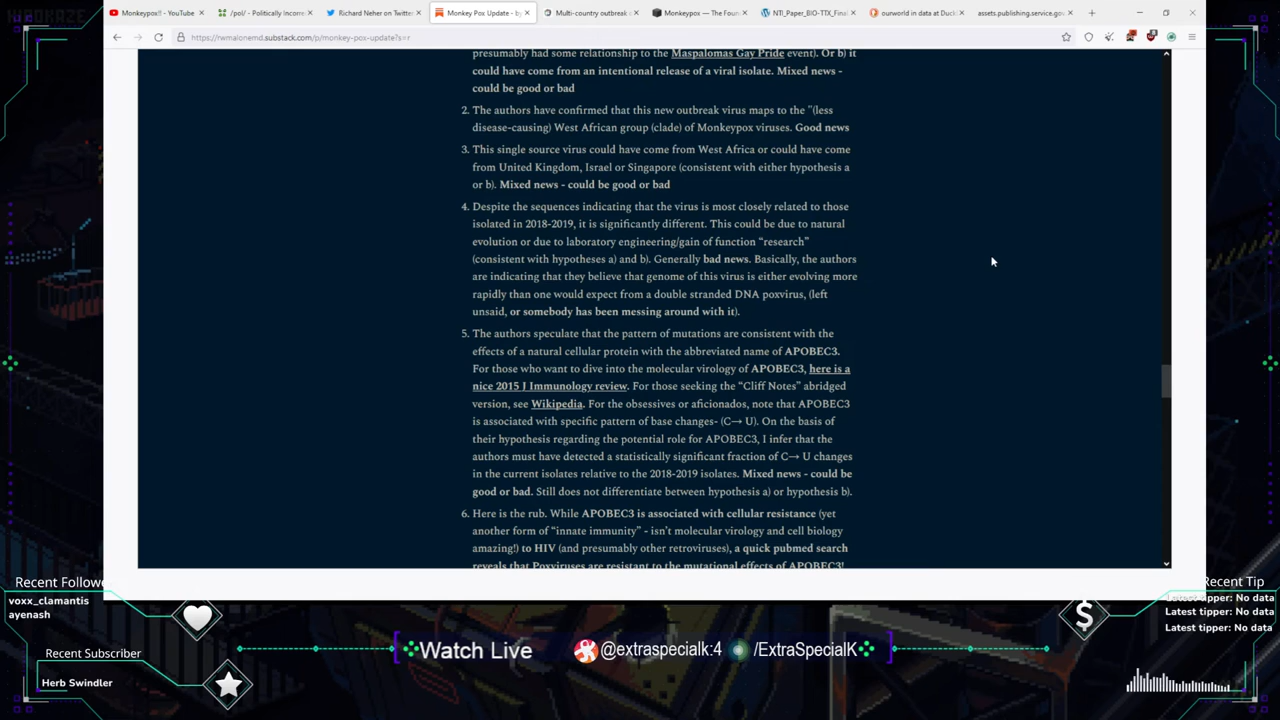 Monkeypox!! - YouTube
/pol/ - Politically Incorre
Richard Neher on Twitter
Monkey Pox Update - by
Multi-country outbreak
Monkeypox — The Fo
NTI_Paper_BIO-TTX_Final
ourworld in data at Duck
assets.publishing.service.gov.
https://rwmalonemd.substack.com/p/monkey-pox-update?s=r
presumably had some relationship to the Maspalomas Gay Pride event). Or b) it
could have come from an intentional release of a viral isolate. Mixed news -
could be good or bad
2. The authors have confirmed that this new outbreak virus maps to the "(less
disease-causing) West African group (clade) of Monkeypox viruses. Good news
3. This single source virus could have come from West Africa or could have come
from United Kingdom, Israel or Singapore (consistent with either hypothesis a
or b). Mixed news - could be good or bad
4. Despite the sequences indicating that the virus is most closely related to those
isolated in 2018-2019, it is significantly different. This could be due to natural
evolution or due to laboratory engineering/gain of function “research”
(consistent with hypotheses a) and b). Generally bad news. Basically, the authors
are indicating that they believe that genome of this virus is either evolving more
rapidly than one would expect from a double stranded DNA poxvirus, (left
unsaid, or somebody has been messing around with it).
5. The authors speculate that the pattern of mutations are consistent with the
effects of a natural cellular protein with the abbreviated name of APOBEC3.
For those who want to dive into the molecular virology of APOBEC3, here is a
nice 2015 J Immunology review. For those seeking the “Cliff Notes” abridged
version, see Wikipedia. For the obsessives or aficionados, note that APOBEC3
is associated with specific pattern of base changes- (C→ U). On the basis of
their hypothesis regarding the potential role for APOBEC3, I infer that the
authors must have detected a statistically significant fraction of C→ U changes
in the current isolates relative to the 2018-2019 isolates. Mixed news - could be
good or bad. Still does not differentiate between hypothesis a) or hypothesis b).
6. Here is the rub. While APOBEC3 is associated with cellular resistance (yet
another form of “innate immunity” - isn’t molecular virology and cell biology
amazing!) to HIV (and presumably other retroviruses), a quick pubmed search
reveals that Poxviruses are resistant to the mutational effects of APOBEC3!
Recent Followe
voxx_clamantis
ayenash
Recent Subscriber
Herb Swindler
Watch Live
@extraspecialk:4
/ExtraSpecialK
Recent Tip
Latest tipper: No data
Latest tipper: No data
Latest tipper: No data